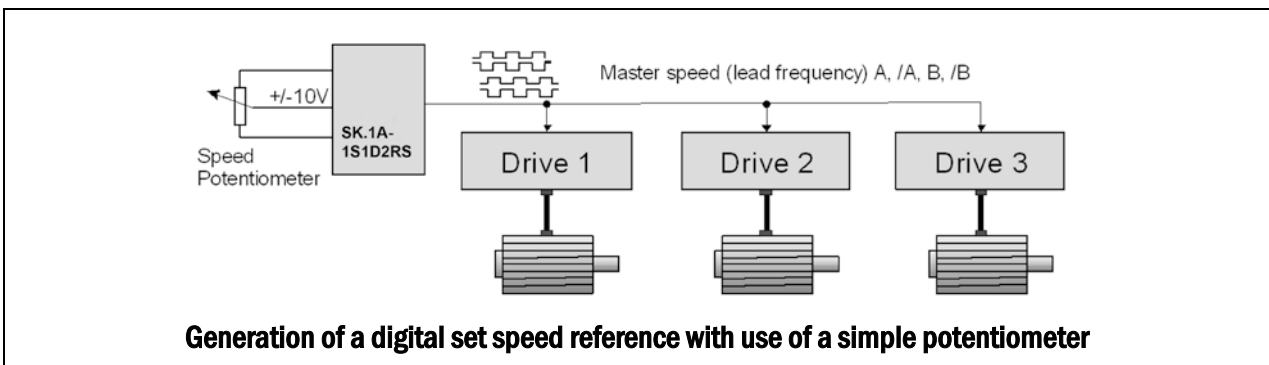 Master speed (lead frequency) A, /A, B, /B
+/-10V
SK.1A-
1S1D2RS
Speed
Potentiometer
Drive 1
Drive 2
Drive 3
Generation of a digital set speed reference with use of a simple potentiometer